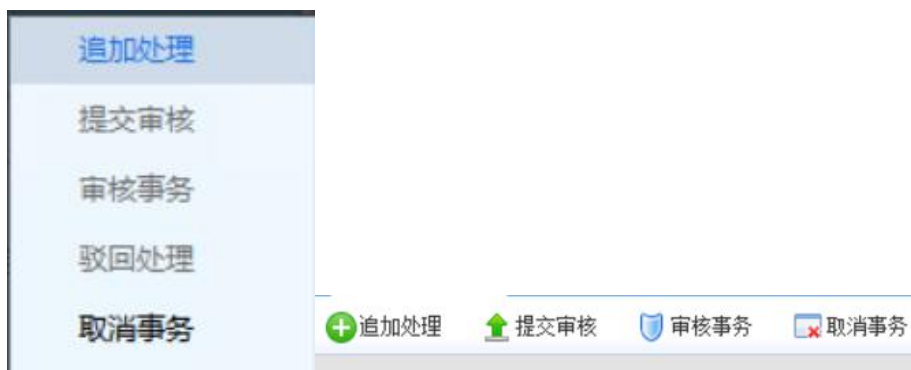 追加处理
提交审核
审核事务
驳回处理
取消事务
追加处理 提交审核 审核事务 取消事务